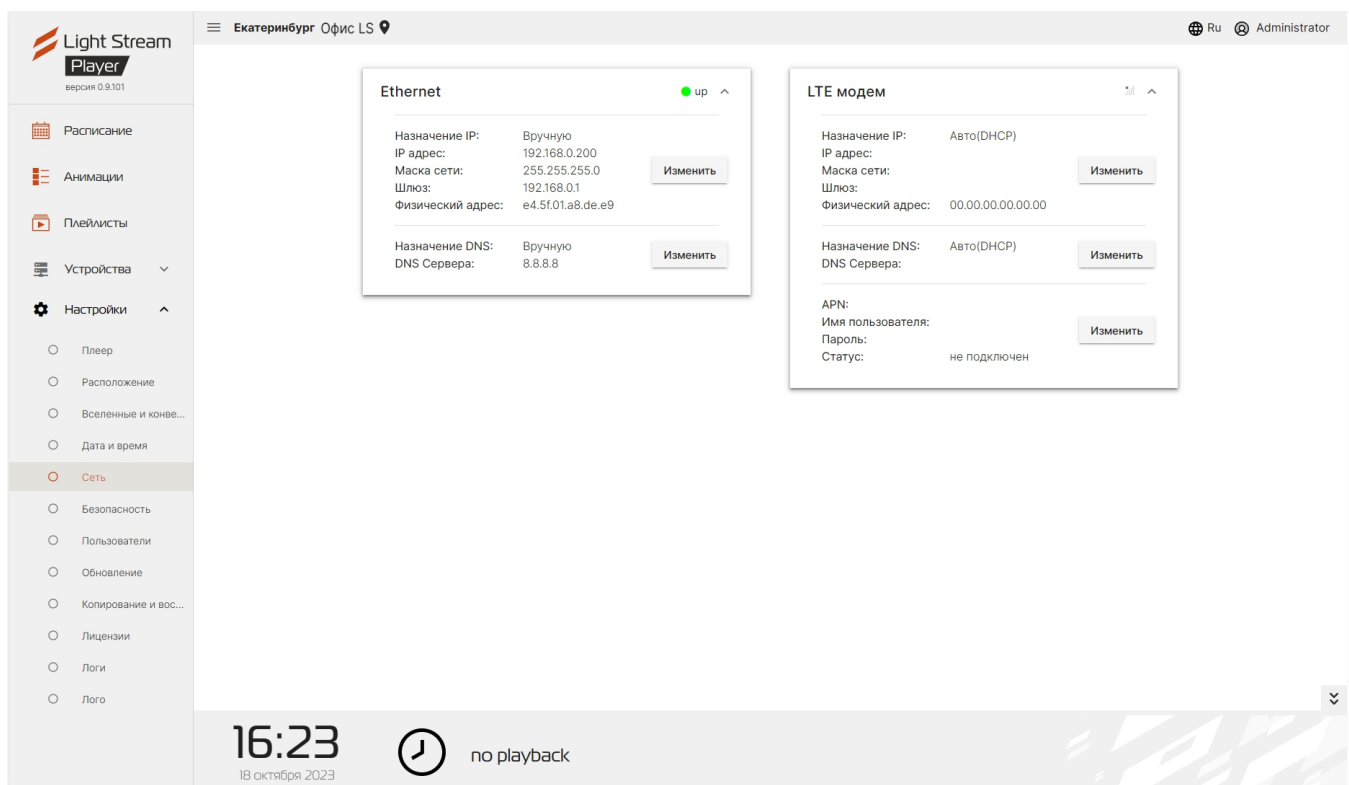 Light Stream
Player
версия 0.9.101
Екатеринбург Офис LS
Ru Administrator
Расписание
Анимации
Плейлисты
Устройства
Настройки
Плеер
Расположение
Вселенные и конве...
Дата и время
Сеть
Безопасность
Пользователи
Обновление
Копирование и вос...
Лицензии
Логи
Лого
Ethernet up
Назначение IP: Вручную
IP адрес: 192.168.0.200
Маска сети: 255.255.255.0
Шлюз: 192.168.0.1
Физический адрес: e4.5f.01.a8.de.e9
Изменить
Назначение DNS: Вручную
DNS Сервера: 8.8.8.8
Изменить
LTE модем
Назначение IP: Авто(DHCP)
IP адрес:
Маска сети:
Шлюз:
Физический адрес: 00.00.00.00.00.00
Изменить
Назначение DNS: Авто(DHCP)
DNS Сервера:
Изменить
APN:
Имя пользователя:
Пароль:
Статус: не подключен
Изменить
16:23
18 октября 2023
no playback